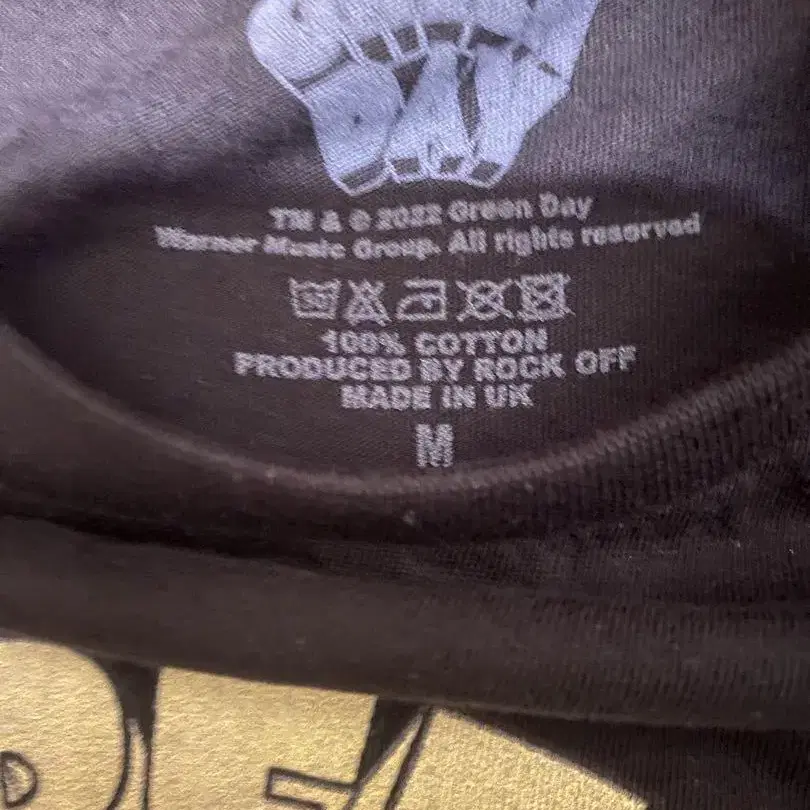 TM & © 2022 Green Day
Warner Music Group. All rights reserved
100% COTTON
PRODUCED BY ROCK OFF
MADE IN UK
M